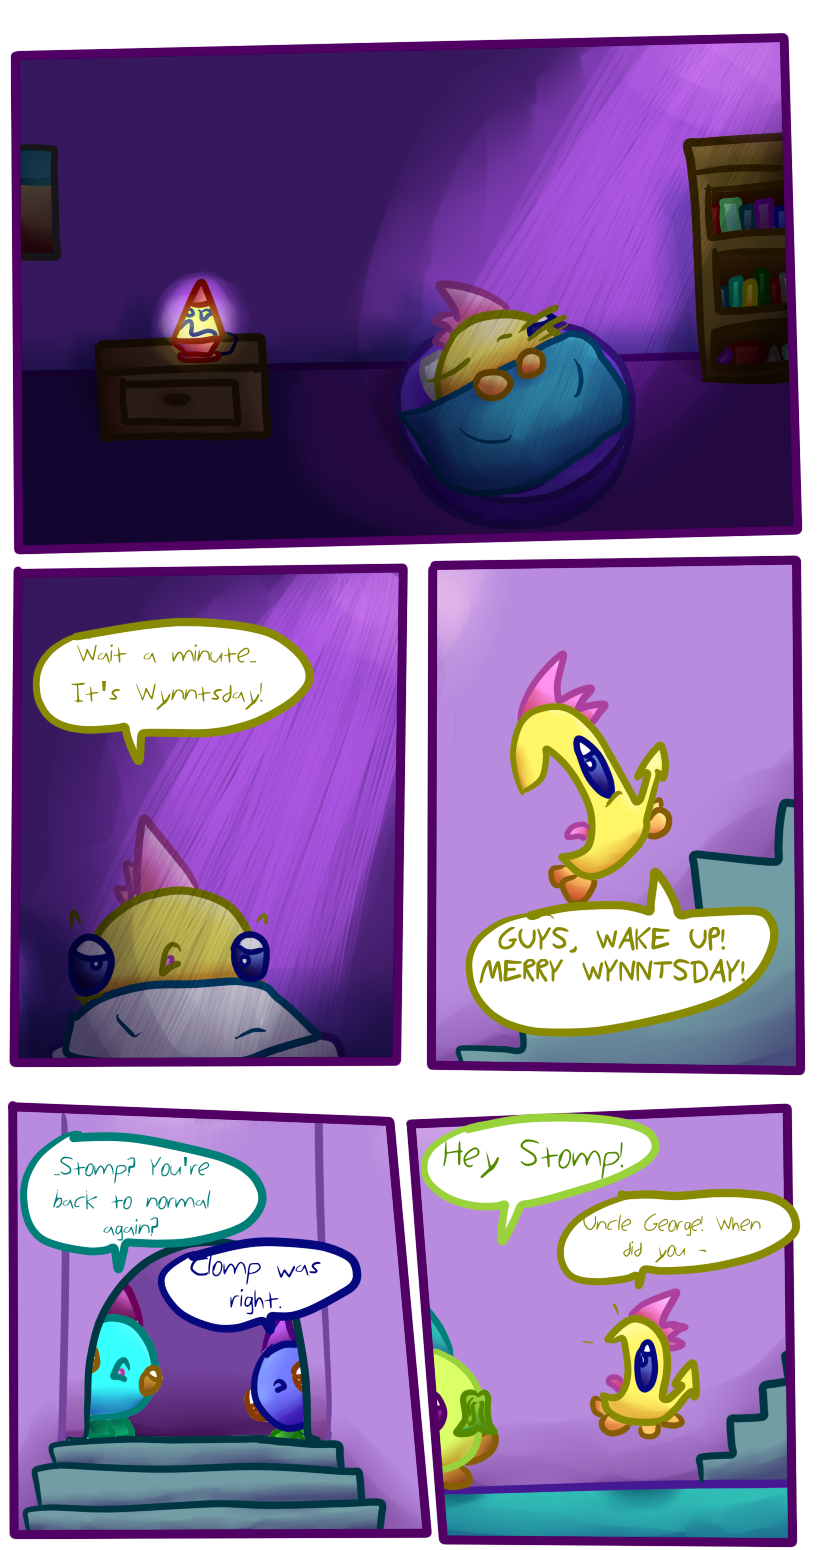 Wait a minute...
It's Wynntsday!
GUYS, WAKE UP!
MERRY WYNNTSDAY!
...Stomp? You're
back to normal
again?
Clomp was
right.
Hey Stomp!
Uncle George! When
did you -